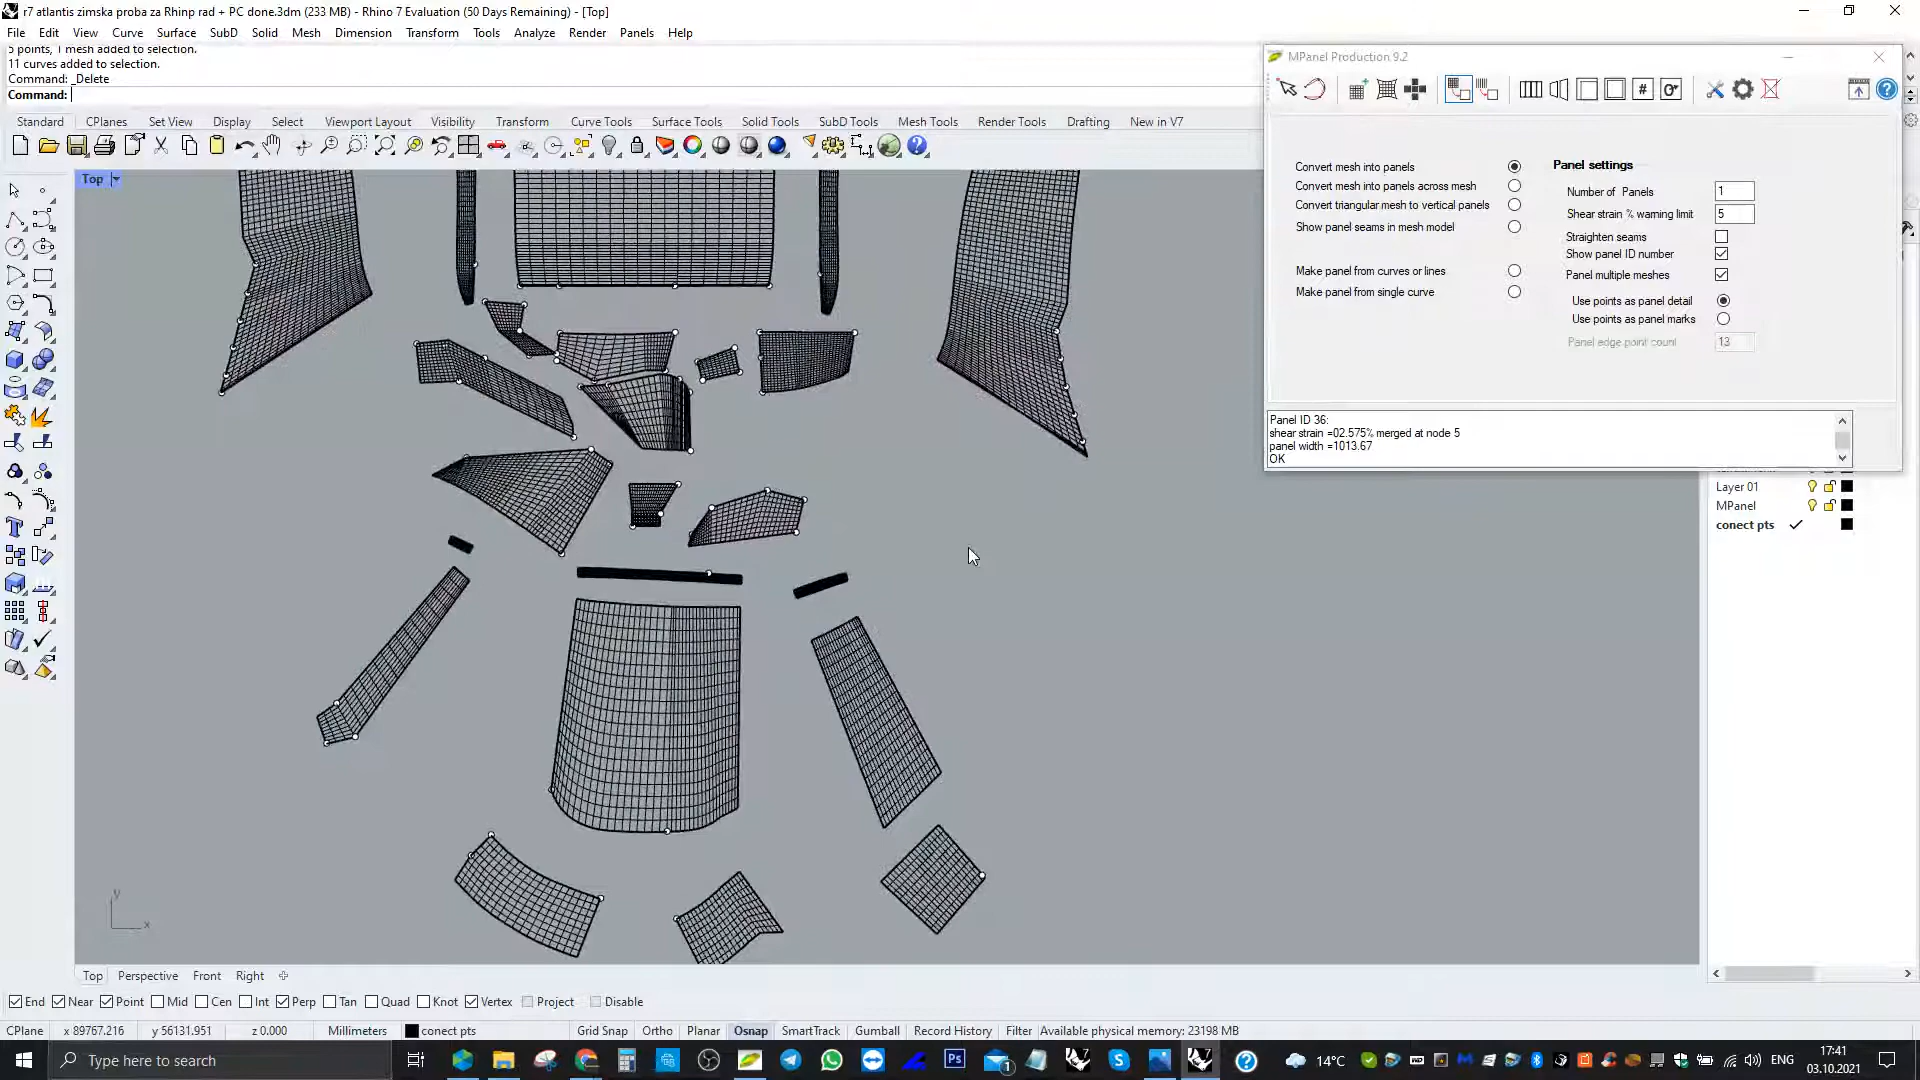 r7 atlantis zimska proba za Rhinp rad + PC done.3dm (233 MB) - Rhino 7 Evaluation (50 Days Remaining) - [Top]
File Edit View Curve Surface SubD Solid Mesh Dimension Transform Tools Analyze Render Panels Help
5 points, 1 mesh added to selection.
11 curves added to selection.
Command: _Delete
Command:
Standard CPlanes Set View Display Select Viewport Layout Visibility Transform Curve Tools Surface Tools Solid Tools SubD Tools Mesh Tools Render Tools Drafting New in V7
Top
MPanel Production 9.2
Convert mesh into panels
Convert mesh into panels across mesh
Convert triangular mesh to vertical panels
Show panel seams in mesh model
Make panel from curves or lines
Make panel from single curve
Panel settings
Number of Panels 1
Shear strain % warning limit 5
Straighten seams
Show panel ID number
Panel multiple meshes
Use points as panel detail
Use points as panel marks
Panel edge point count 13
Panel ID 36:
shear strain =02.575% merged at node 5
panel width =1013.67
OK
Layer 01
MPanel
conect pts
y
x
Top Perspective Front Right
End Near Point Mid Cen Int Perp Tan Quad Knot Vertex Project Disable
CPlane x 89767.216 y 56131.951 z 0.000 Millimeters conect pts Grid Snap Ortho Planar Osnap SmartTrack Gumball Record History Filter Available physical memory: 23198 MB
Type here to search
Ps
1
14°C
ENG
17:41
03.10.2021